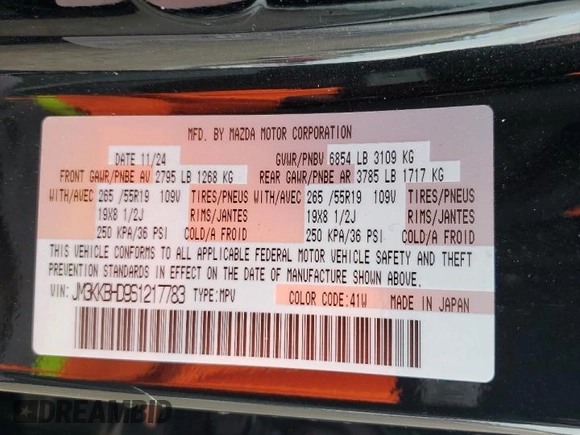 MFD. BY MAZDA MOTOR CORPORATION
DATE 11/24 GVWR/PNBV 6854 LB 3109 KG
FRONT GAWR/PNBE AV 2795 LB 1268 KG REAR GAWR/PNBE AR 3785 LB 1717 KG
WITH/AVEC 265 /55R19 109V TIRES/PNEUS WITH/AVEC 265 /55R19 109V TIRES/PNEUS
19X8 1/2J RIMS/JANTES 19X8 1/2J RIMS/JANTES
250 KPA/36 PSI COLD/A FROID 250 KPA/36 PSI COLD/A FROID
THIS VEHICLE CONFORMS TO ALL APPLICABLE FEDERAL MOTOR VEHICLE SAFETY AND THEFT
PREVENTION STANDARDS IN EFFECT ON THE DATE OF MANUFACTURE SHOWN ABOVE.
VIN: JM3KKBHD9S1217783 TYPE:MPV COLOR CODE:41W MADE IN JAPAN
DREAMBID